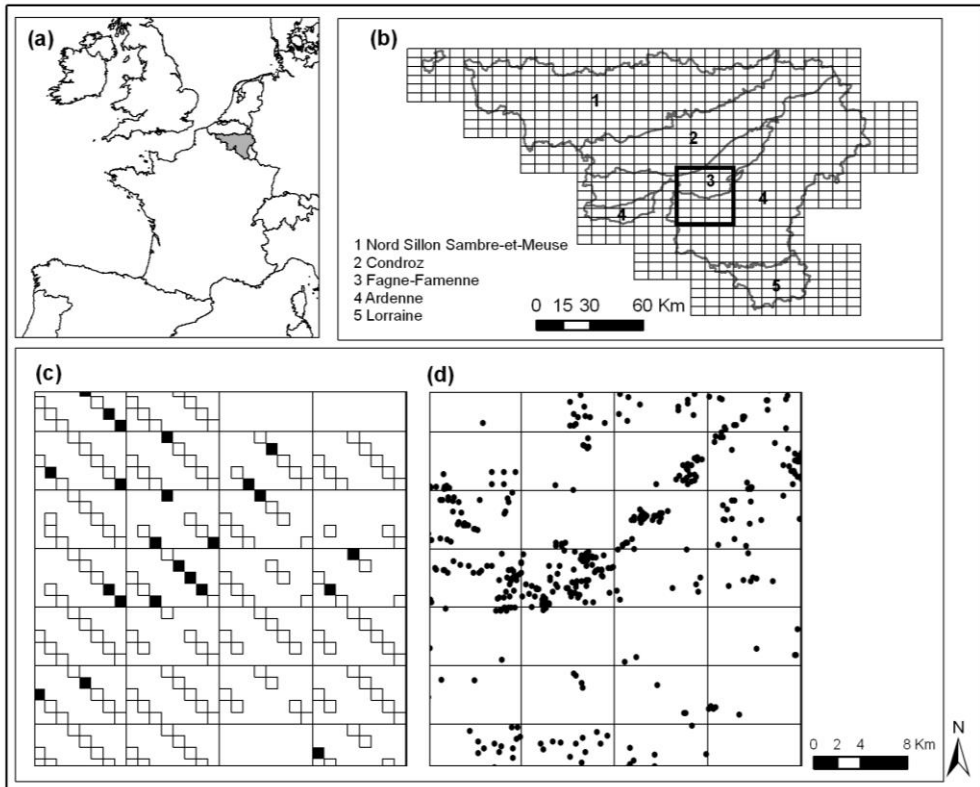 (a)
(b)
1
2
3
4
4
5
1 Nord Sillon Sambre-et-Meuse
2 Condroz
3 Fagne-Famenne
4 Ardenne
5 Lorraine
0 15 30 60 Km
(c)
(d)
N
0 2 4 8 Km